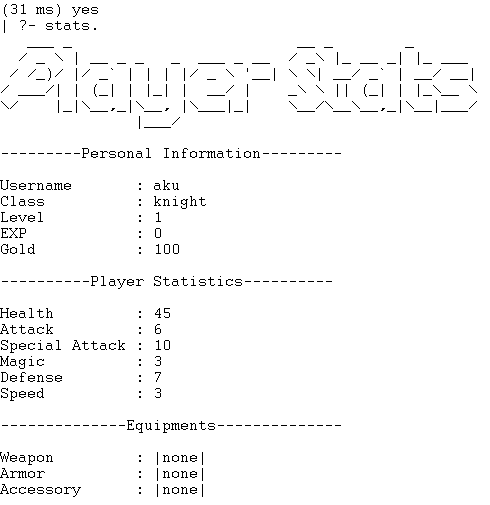 (31 ms) yes
| ?- stats.
Player Stats
---------Personal Information---------
Username       : aku
Class          : knight
Level          : 1
EXP            : 0
Gold           : 100
----------Player Statistics----------
Health         : 45
Attack         : 6
Special Attack : 10
Magic          : 3
Defense        : 7
Speed          : 3
--------------Equipments--------------
Weapon         : |none|
Armor          : |none|
Accessory      : |none|